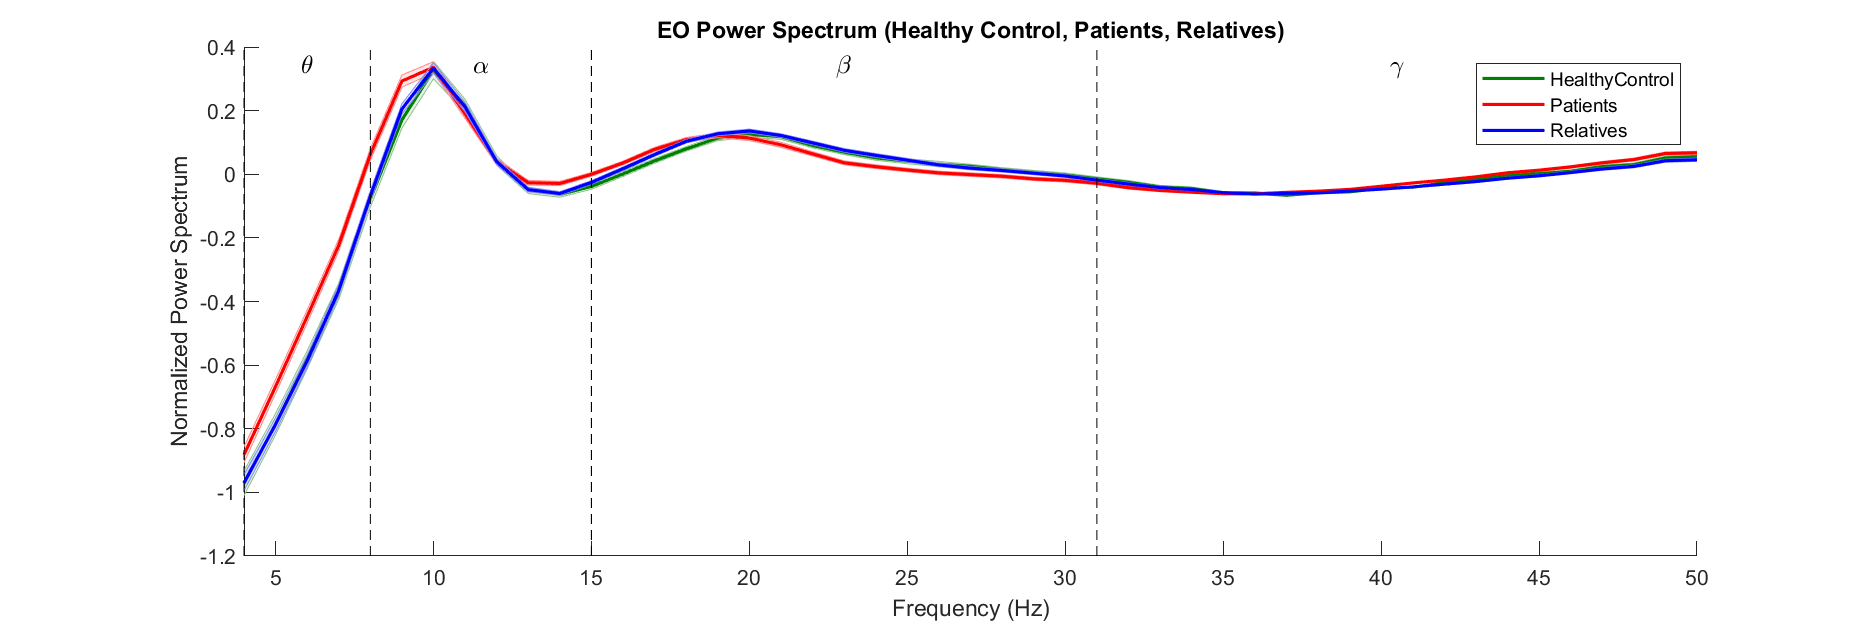 EO Power Spectrum (Healthy Control, Patients, Relatives)
θ α β γ
HealthyControl
Patients
Relatives
Normalized Power Spectrum
0.4
0.2
0
-0.2
-0.4
-0.6
-0.8
-1
-1.2
5 10 15 20 25 30 35 40 45 50
Frequency (Hz)